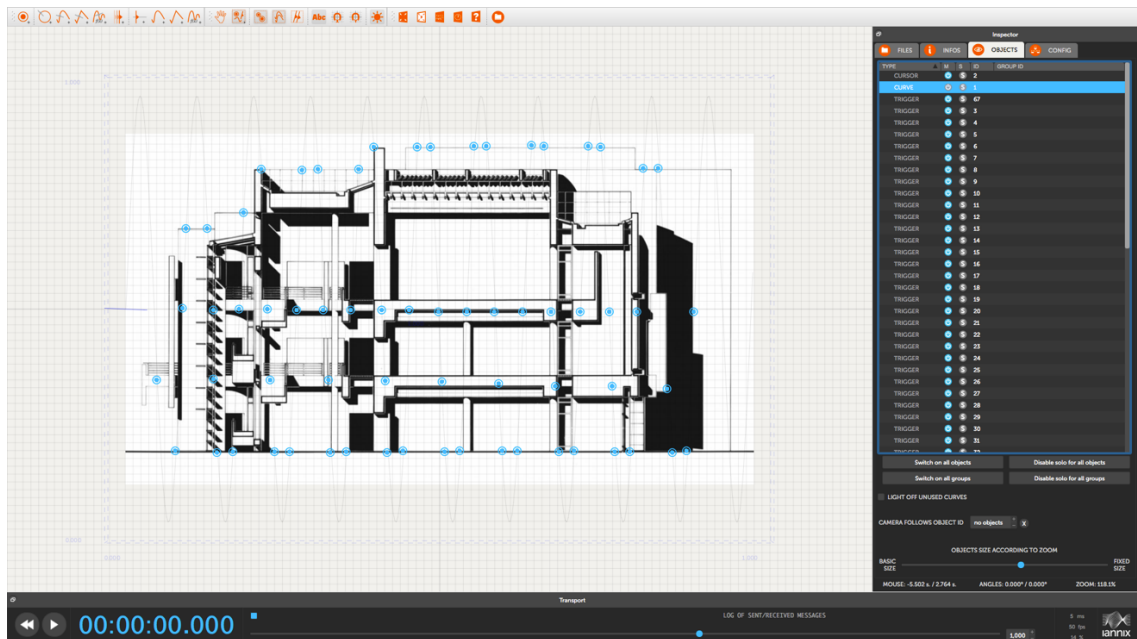 Abc
Inspector
FILES INFOS OBJECTS CONFIG
TYPE M S ID GROUP ID
CURSOR S 2
CURVE S 1
TRIGGER S 67
TRIGGER S 3
TRIGGER S 4
TRIGGER S 5
TRIGGER S 6
TRIGGER S 7
TRIGGER S 8
TRIGGER S 9
TRIGGER S 10
TRIGGER S 11
TRIGGER S 12
TRIGGER S 13
TRIGGER S 14
TRIGGER S 15
TRIGGER S 16
TRIGGER S 17
TRIGGER S 18
TRIGGER S 19
TRIGGER S 20
TRIGGER S 21
TRIGGER S 22
TRIGGER S 23
TRIGGER S 24
TRIGGER S 25
TRIGGER S 26
TRIGGER S 27
TRIGGER S 28
TRIGGER S 29
TRIGGER S 30
TRIGGER S 31
Switch on all objects Disable solo for all objects
Switch on all groups Disable solo for all groups
LIGHT OFF UNUSED CURVES
CAMERA FOLLOWS OBJECT ID no objects X
OBJECTS SIZE ACCORDING TO ZOOM
BASIC SIZE FIXED SIZE
MOUSE: -5.502 s. / 2.764 s. ANGLES: 0.000° / 0.000° ZOOM: 118.1%
Transport
00:00:00.000
LOG OF SENT/RECEIVED MESSAGES
1,000
5 ms
50 fps
14 %
iannix